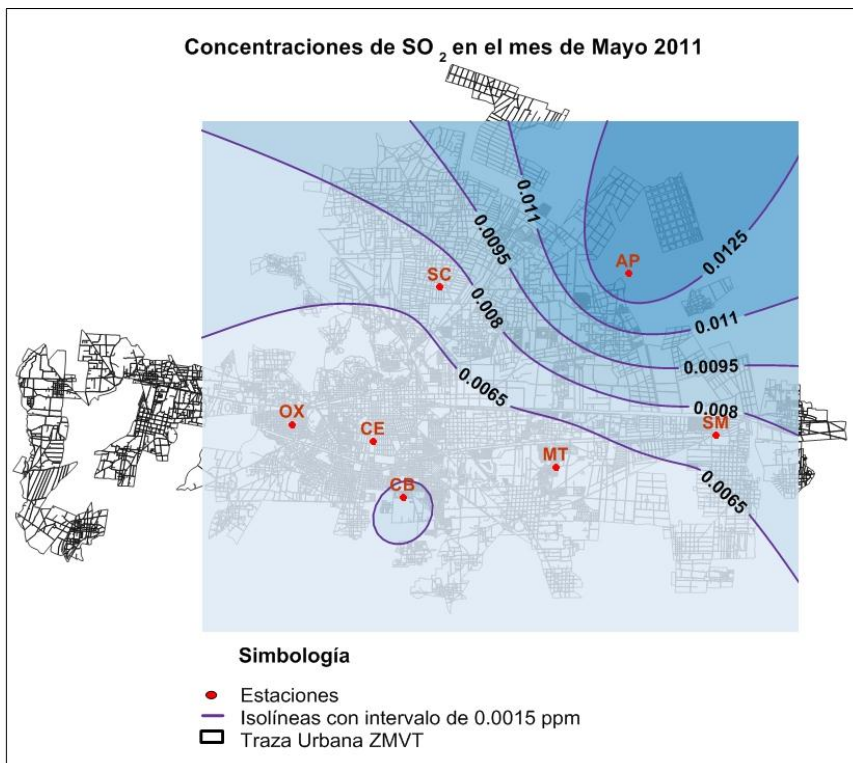 Concentraciones de SO 2 en el mes de Mayo 2011
0.011
0.0095
0.008
0.0065
0.0125
0.011
0.0095
0.008
0.0065
AP
SC
OX
CE
CB
MT
SM
Simbología
Estaciones
Isolíneas con intervalo de 0.0015 ppm
Traza Urbana ZMVT